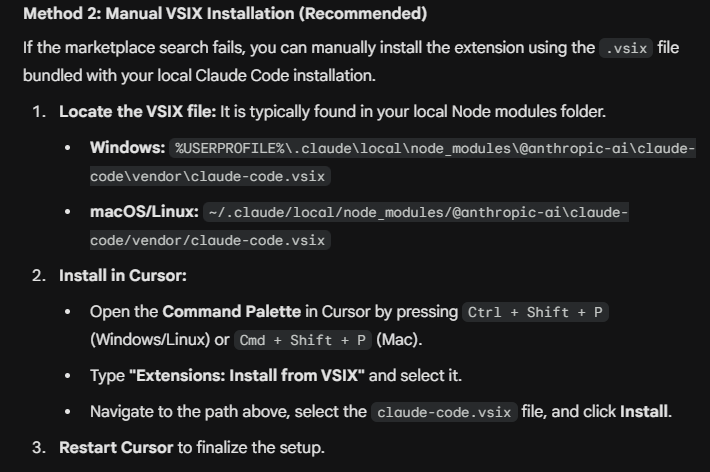 Method 2: Manual VSIX Installation (Recommended)
If the marketplace search fails, you can manually install the extension using the .vsix file
bundled with your local Claude Code installation.
1. Locate the VSIX file: It is typically found in your local Node modules folder.
• Windows: %USERPROFILE%\.claude\local\node_modules\@anthropic-ai\claude-
code\vendor\claude-code.vsix
• macOS/Linux: ~/.claude/local/node_modules/@anthropic-ai\claude-
code/vendor/claude-code.vsix
2. Install in Cursor:
• Open the Command Palette in Cursor by pressing Ctrl + Shift + P
(Windows/Linux) or Cmd + Shift + P (Mac).
• Type "Extensions: Install from VSIX" and select it.
• Navigate to the path above, select the claude-code.vsix file, and click Install.
3. Restart Cursor to finalize the setup.